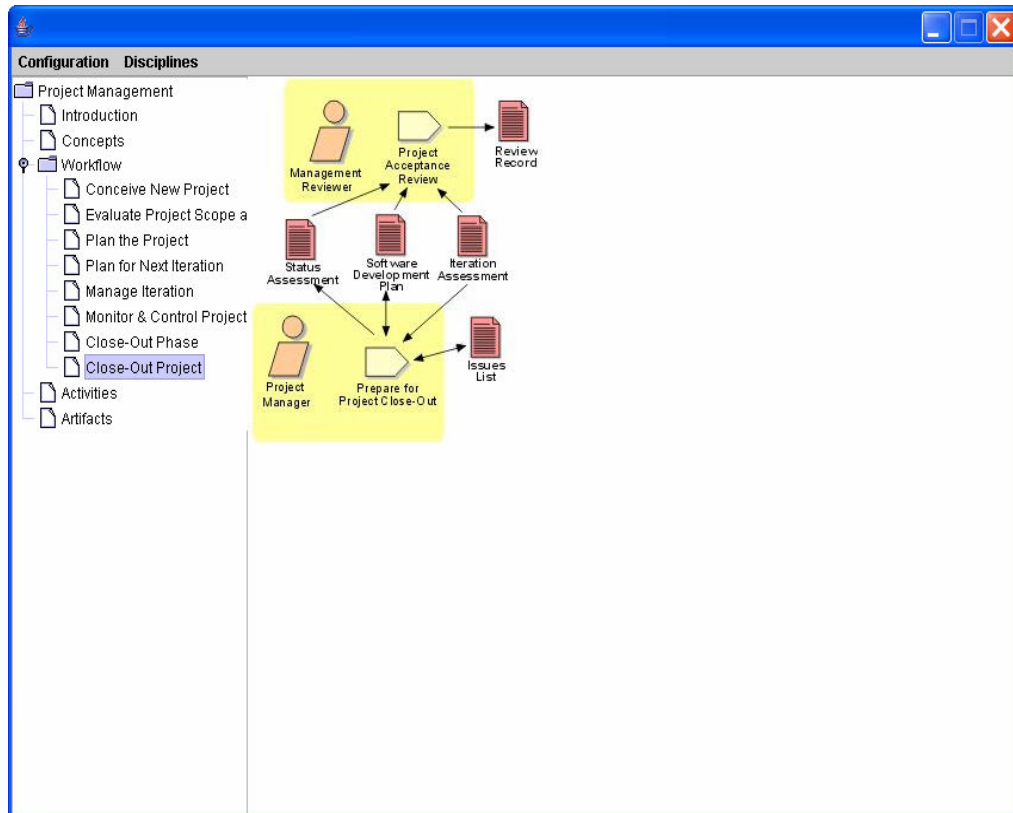 Configuration Disciplines
Project Management
Introduction
Concepts
Workflow
Conceive New Project
Evaluate Project Scope a
Plan the Project
Plan for Next Iteration
Manage Iteration
Monitor & Control Project
Close-Out Phase
Close-Out Project
Activities
Artifacts
Management
Reviewer
Project
Acceptance
Review
Review
Record
Status
Assessment
Software
Development
Plan
Iteration
Assessment
Project
Manager
Prepare for
Project Close-Out
Issues
List